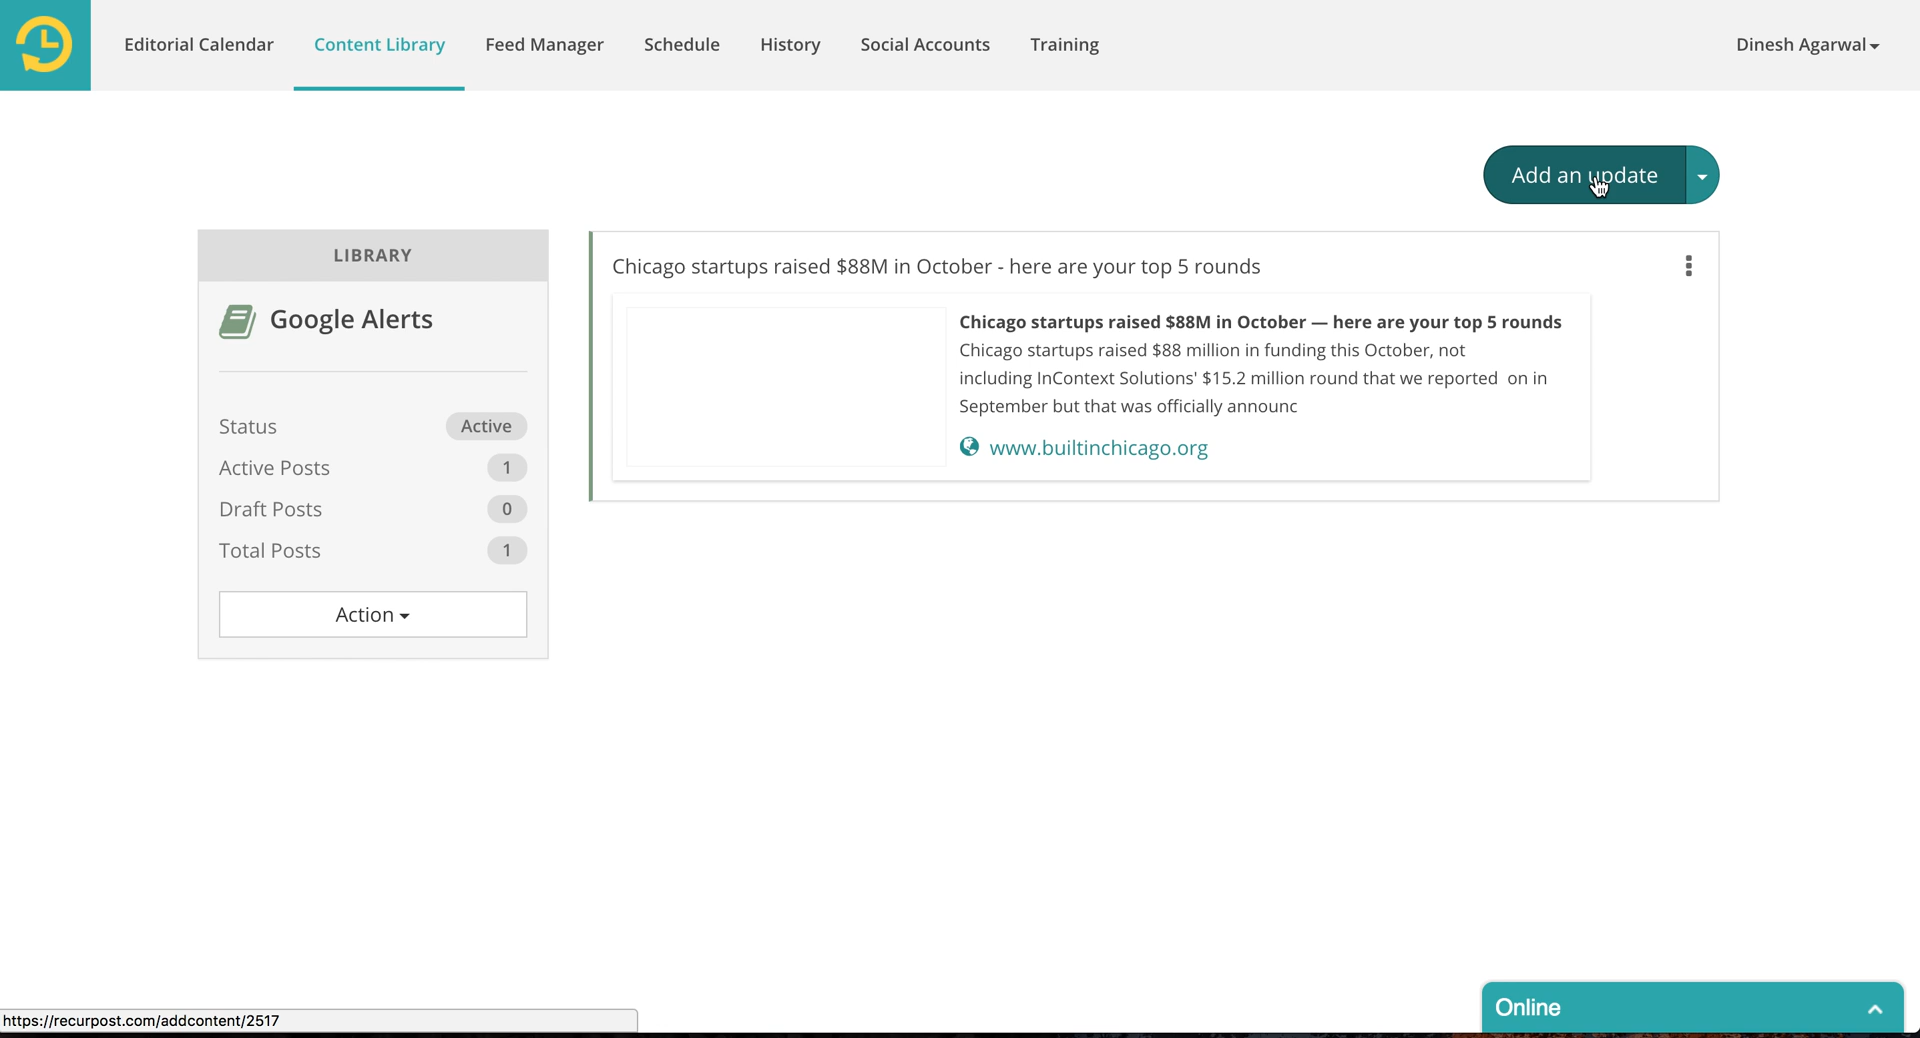 Editorial Calendar Content Library Feed Manager Schedule History Social Accounts Training Dinesh Agarwal
Add an update
LIBRARY
Google Alerts
Status Active
Active Posts 1
Draft Posts 0
Total Posts 1
Action
Chicago startups raised $88M in October - here are your top 5 rounds
Chicago startups raised $88M in October — here are your top 5 rounds
Chicago startups raised $88 million in funding this October, not
including InContext Solutions' $15.2 million round that we reported on in
September but that was officially announc
www.builtinchicago.org
https://recurpost.com/addcontent/2517
Online